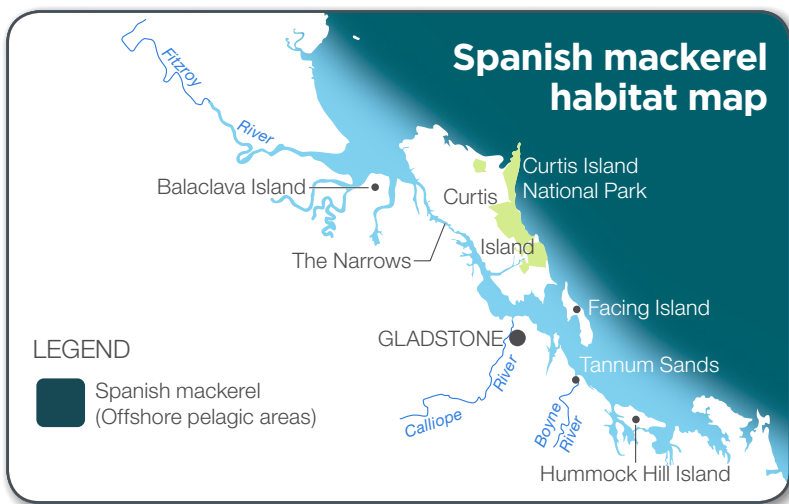 Spanish mackerel
habitat map
Fitzroy
River
Balaclava Island
Curtis Island
National Park
Curtis
Island
The Narrows
Facing Island
GLADSTONE
LEGEND
Tannum Sands
River
Calliope
Spanish mackerel
(Offshore pelagic areas)
Boyne
River
Hummock Hill Island